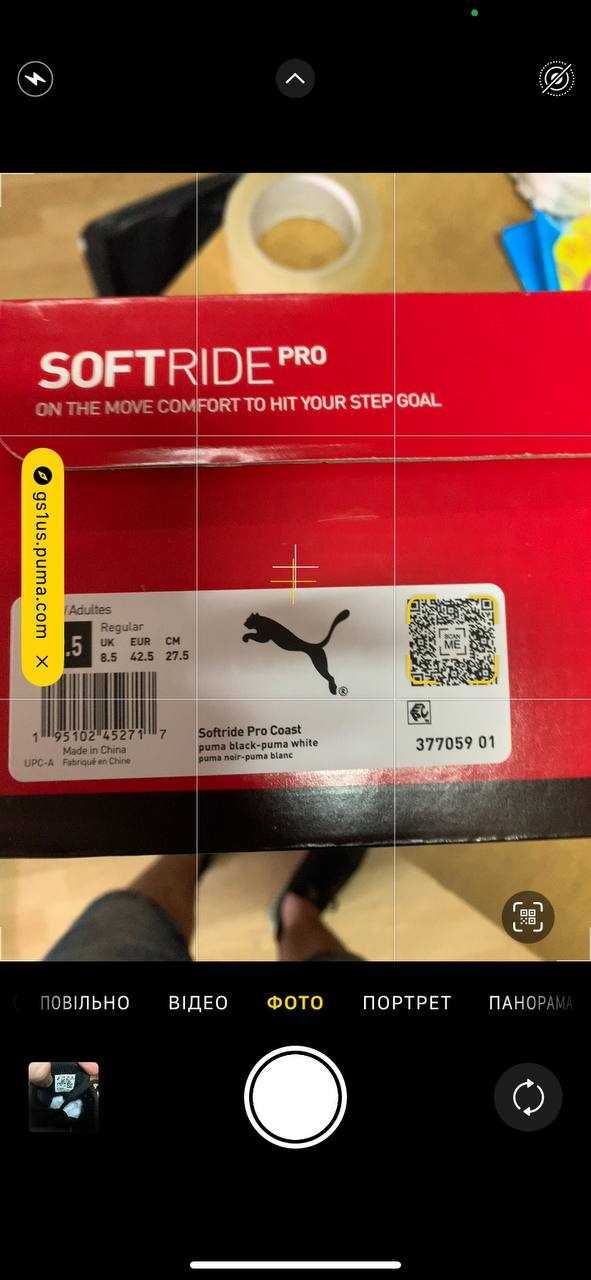 SOFTRIDE PRO
ON THE MOVE COMFORT TO HIT YOUR STEP GOAL
gs1us.puma.com
/Adultes
.5
Regular
UK EUR CM
8.5 42.5 27.5
1 95102 45271 7
Made in China
UPC-A Fabriqué en Chine
®
Softride Pro Coast
puma black-puma white
puma noir-puma blanc
SCAN
ME
377059 01
ПОВІЛЬНО ВІДЕО ФОТО ПОРТРЕТ ПАНОРАМА